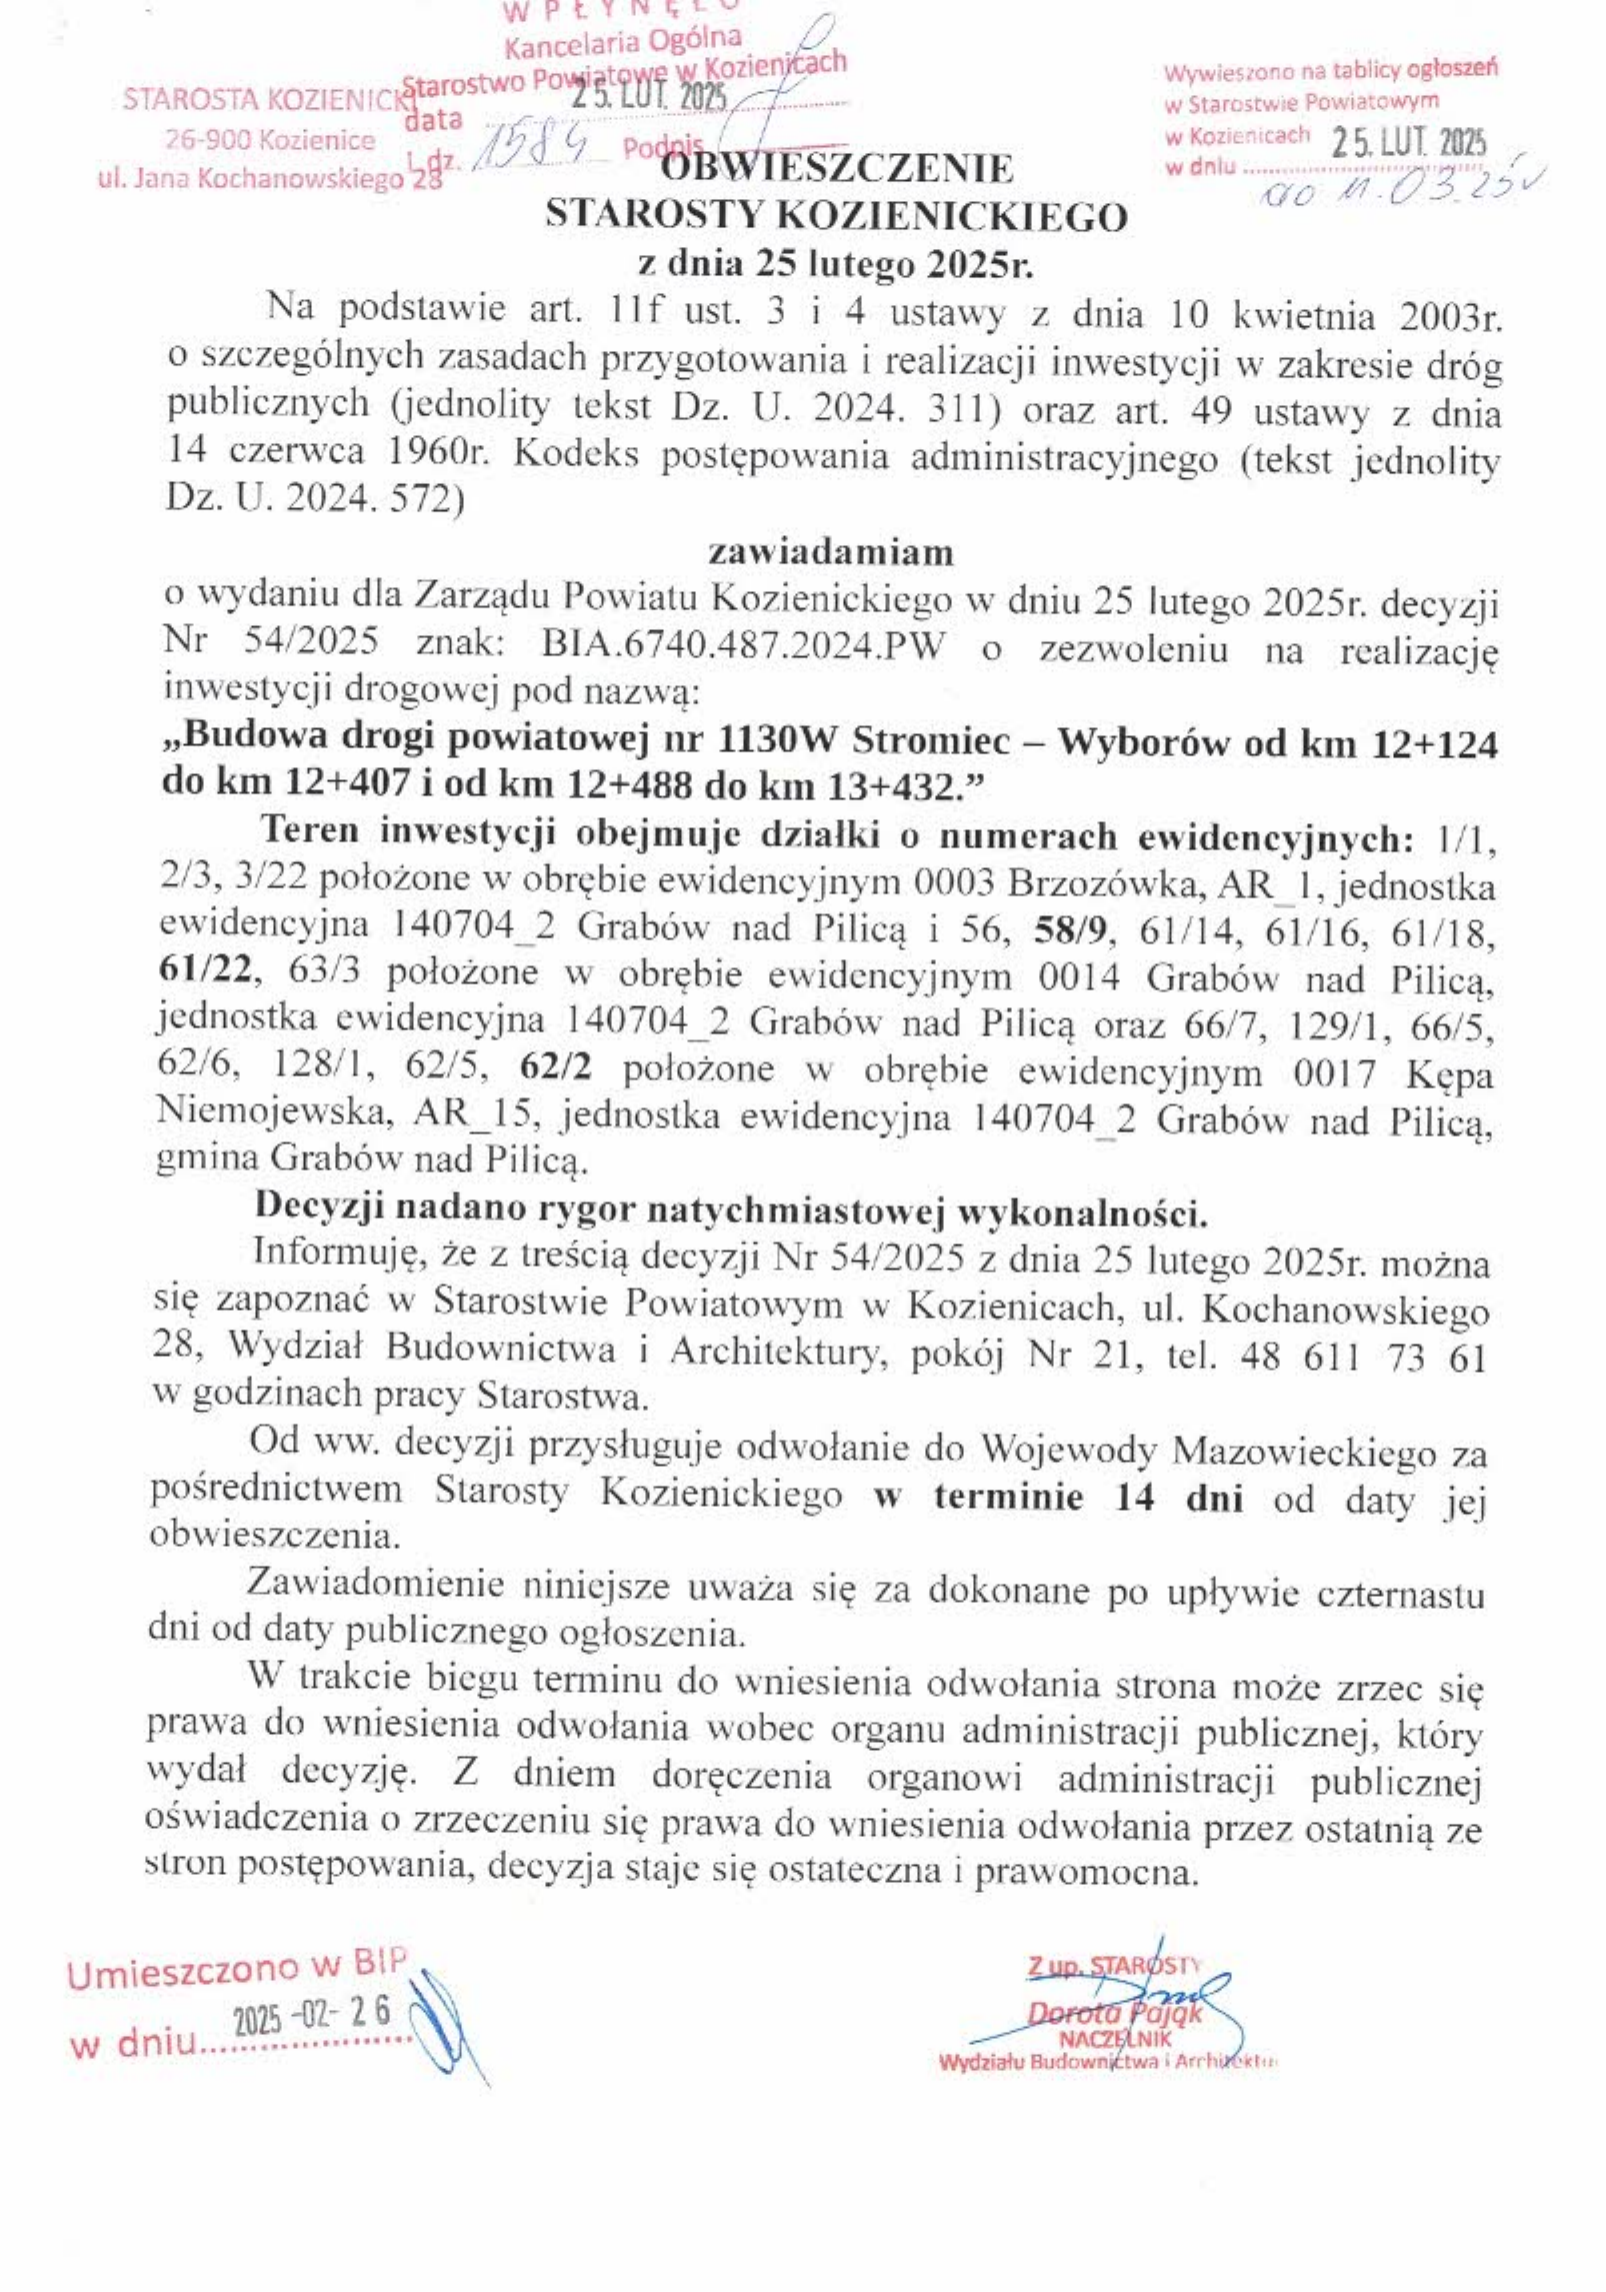 WPŁYNĘŁO
Kancelaria Ogólna
Starostwo Powiatowe w Kozienicach
data 25. LUT. 2025
L.dz. 1584 Podpis
STAROSTA KOZIENICKI
26-900 Kozienice
ul. Jana Kochanowskiego 28
Wywieszono na tablicy ogłoszeń
w Starostwie Powiatowym
w Kozienicach 25. LUT. 2025
w dniu
do 11.03.25
OBWIESZCZENIE
STAROSTY KOZIENICKIEGO
z dnia 25 lutego 2025r.
Na podstawie art. 11f ust. 3 i 4 ustawy z dnia 10 kwietnia 2003r.
o szczególnych zasadach przygotowania i realizacji inwestycji w zakresie dróg
publicznych (jednolity tekst Dz. U. 2024. 311) oraz art. 49 ustawy z dnia
14 czerwca 1960r. Kodeks postępowania administracyjnego (tekst jednolity
Dz. U. 2024. 572)
zawiadamiam
o wydaniu dla Zarządu Powiatu Kozienickiego w dniu 25 lutego 2025r. decyzji
Nr 54/2025 znak: BIA.6740.487.2024.PW o zezwoleniu na realizację
inwestycji drogowej pod nazwą:
„Budowa drogi powiatowej nr 1130W Stromiec – Wyborów od km 12+124
do km 12+407 i od km 12+488 do km 13+432.”
Teren inwestycji obejmuje działki o numerach ewidencyjnych: 1/1,
2/3, 3/22 położone w obrębie ewidencyjnym 0003 Brzozówka, AR_1, jednostka
ewidencyjna 140704_2 Grabów nad Pilicą i 56, 58/9, 61/14, 61/16, 61/18,
61/22, 63/3 położone w obrębie ewidencyjnym 0014 Grabów nad Pilicą,
jednostka ewidencyjna 140704_2 Grabów nad Pilicą oraz 66/7, 129/1, 66/5,
62/6, 128/1, 62/5, 62/2 położone w obrębie ewidencyjnym 0017 Kępa
Niemojewska, AR_15, jednostka ewidencyjna 140704_2 Grabów nad Pilicą,
gmina Grabów nad Pilicą.
Decyzji nadano rygor natychmiastowej wykonalności.
Informuję, że z treścią decyzji Nr 54/2025 z dnia 25 lutego 2025r. można
się zapoznać w Starostwie Powiatowym w Kozienicach, ul. Kochanowskiego
28, Wydział Budownictwa i Architektury, pokój Nr 21, tel. 48 611 73 61
w godzinach pracy Starostwa.
Od ww. decyzji przysługuje odwołanie do Wojewody Mazowieckiego za
pośrednictwem Starosty Kozienickiego w terminie 14 dni od daty jej
obwieszczenia.
Zawiadomienie niniejsze uważa się za dokonane po upływie czternastu
dni od daty publicznego ogłoszenia.
W trakcie biegu terminu do wniesienia odwołania strona może zrzec się
prawa do wniesienia odwołania wobec organu administracji publicznej, który
wydał decyzję. Z dniem doręczenia organowi administracji publicznej
oświadczenia o zrzeczeniu się prawa do wniesienia odwołania przez ostatnią ze
stron postępowania, decyzja staje się ostateczna i prawomocna.
Umieszczono w BIP
w dniu 2025-02-26
Z up. STAROSTY
Dorota Pająk
NACZELNIK
Wydziału Budownictwa i Architektu